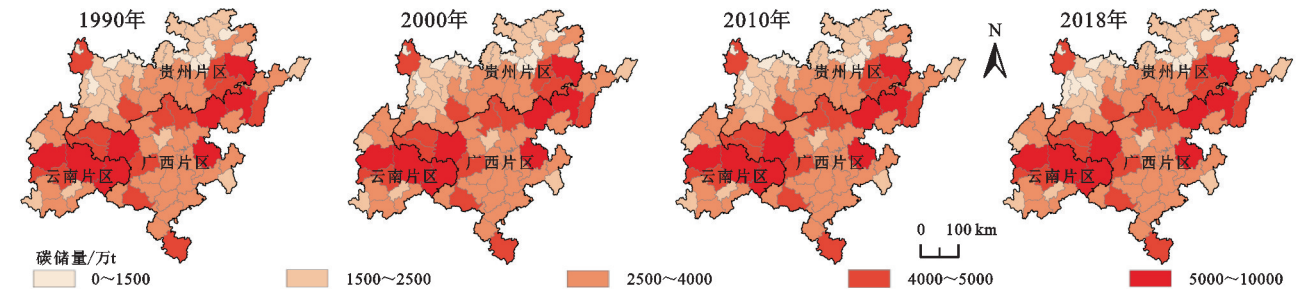 1990年
2000年
2010年
2018年
N
贵州片区
贵州片区
贵州片区
贵州片区
广西片区
广西片区
广西片区
广西片区
云南片区
云南片区
云南片区
云南片区
0 100 km
碳储量/万t
0～1500
1500～2500
2500～4000
4000～5000
5000～10000